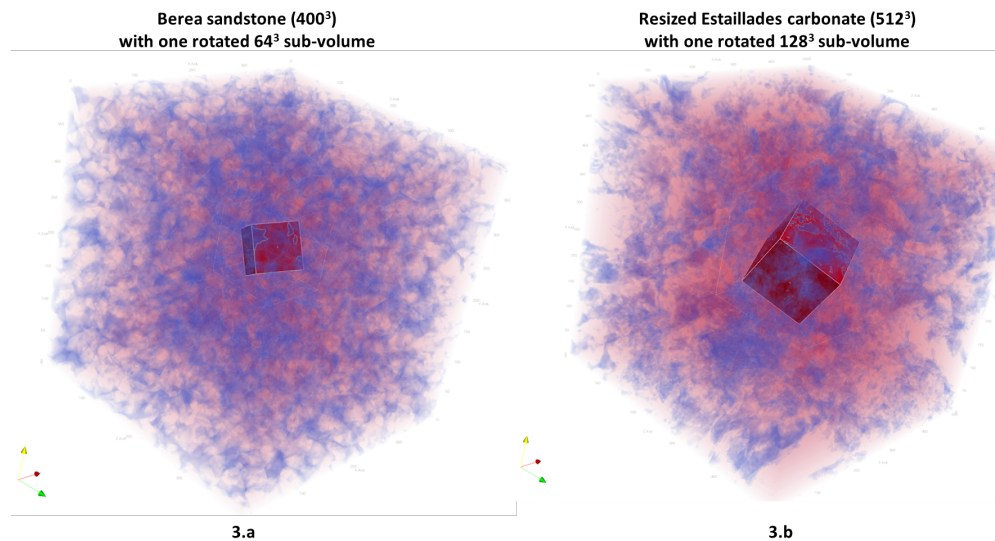 Berea sandstone (400³)
with one rotated 64³ sub-volume
Resized Estaillades carbonate (512³)
with one rotated 128³ sub-volume
3.a
3.b